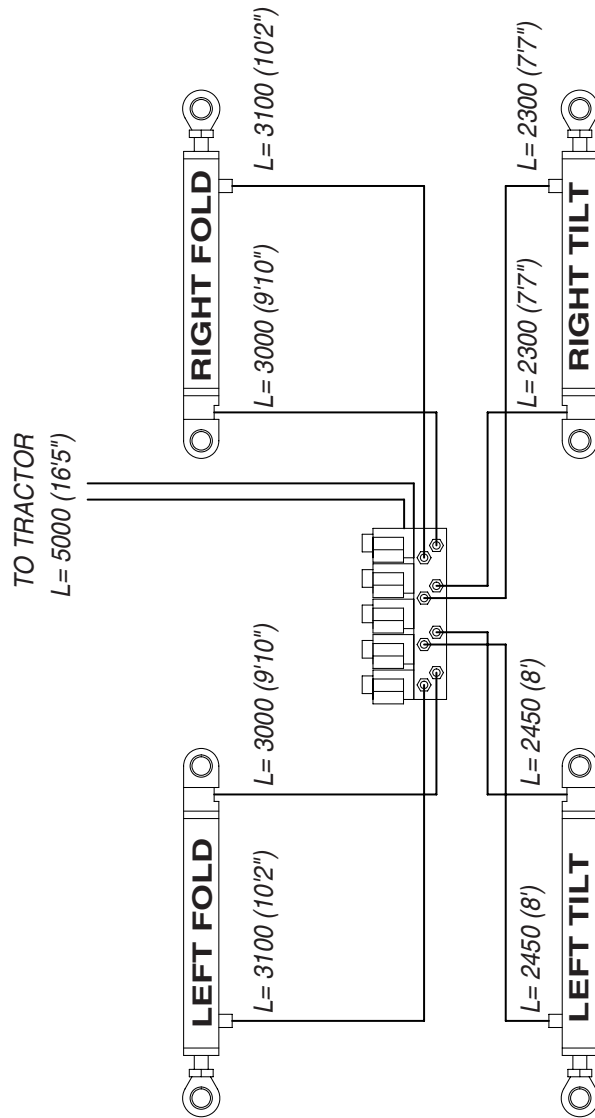 TO TRACTOR
L= 5000 (16'5")
LEFT FOLD
RIGHT FOLD
L= 3100 (10'2")
L= 3000 (9'10")
L= 3000 (9'10")
L= 3100 (10'2")
L= 2450 (8')
L= 2450 (8')
L= 2300 (7'7")
L= 2300 (7'7")
LEFT TILT
RIGHT TILT